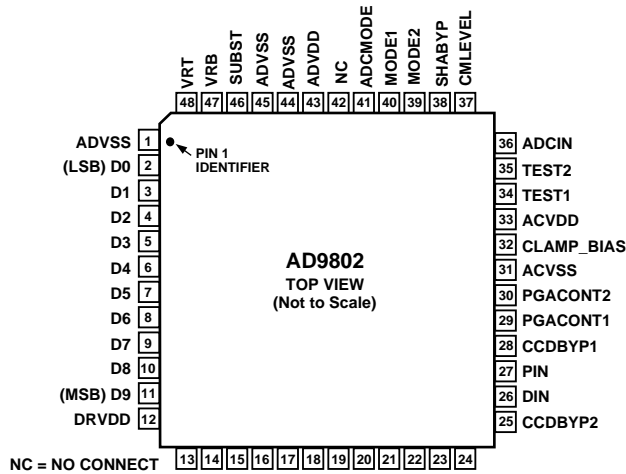 VRT
VRB
SUBST
ADVSS
ADVSS
ADVDD
NC
ADCMODE
MODE1
MODE2
SHABYP
CMLEVEL
48 47 46 45 44 43 42 41 40 39 38 37
ADVSS 1
(LSB) D0 2
D1 3
D2 4
D3 5
D4 6
D5 7
D6 8
D7 9
D8 10
(MSB) D9 11
DRVDD 12
PIN 1
IDENTIFIER
AD9802
TOP VIEW
(Not to Scale)
36 ADCIN
35 TEST2
34 TEST1
33 ACVDD
32 CLAMP_BIAS
31 ACVSS
30 PGACONT2
29 PGACONT1
28 CCDBYP1
27 PIN
26 DIN
25 CCDBYP2
NC = NO CONNECT
13 14 15 16 17 18 19 20 21 22 23 24